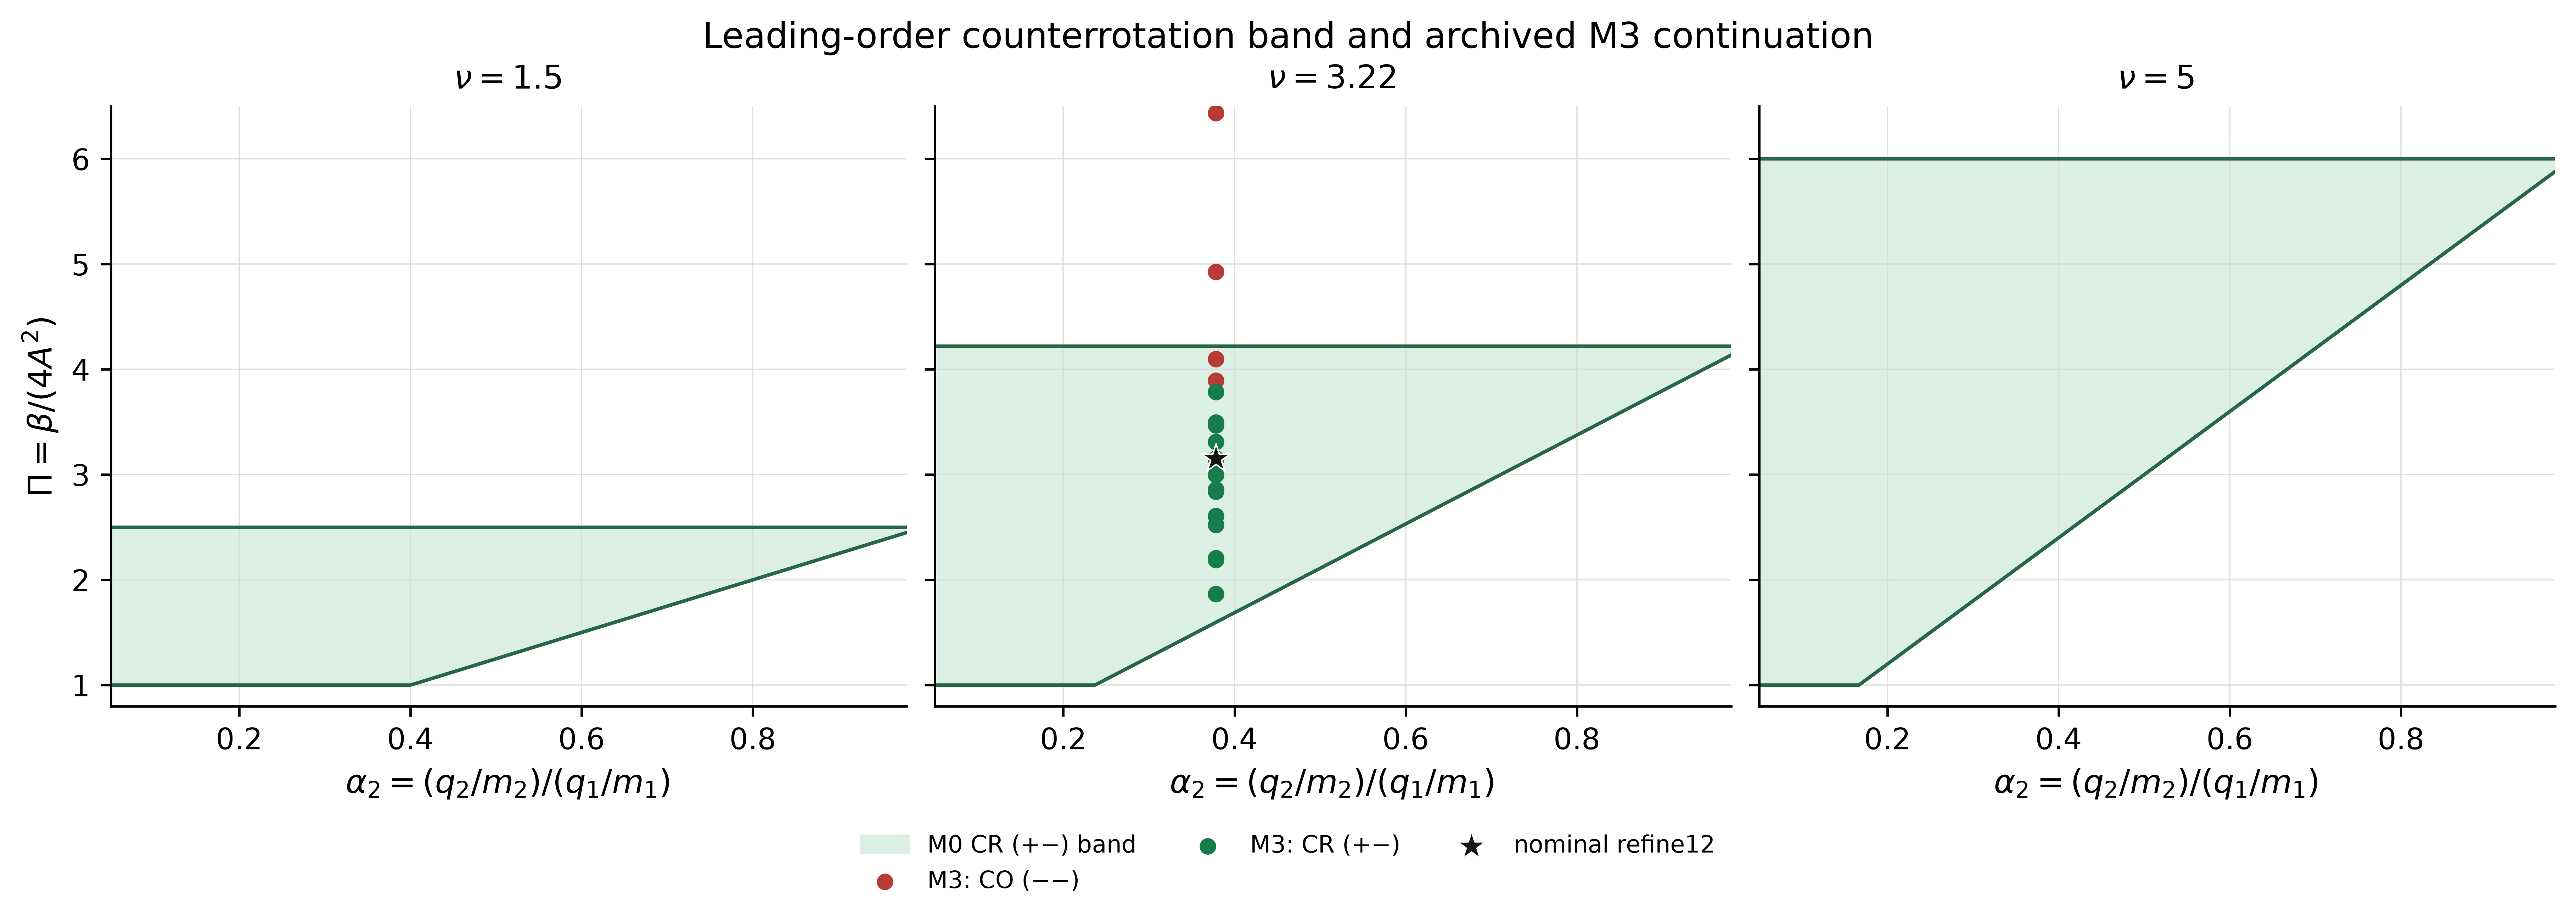 Leading-order counterrotation band and archived M3 continuation
ν = 1.5
ν = 3.22
ν = 5
Π = β/(4A²)
6
5
4
3
2
1
0.2 0.4 0.6 0.8
0.2 0.4 0.6 0.8
0.2 0.4 0.6 0.8
α₂ = (q₂/m₂)/(q₁/m₁)
α₂ = (q₂/m₂)/(q₁/m₁)
α₂ = (q₂/m₂)/(q₁/m₁)
M0 CR (+−) band
M3: CR (+−)
nominal refine12
M3: CO (−−)